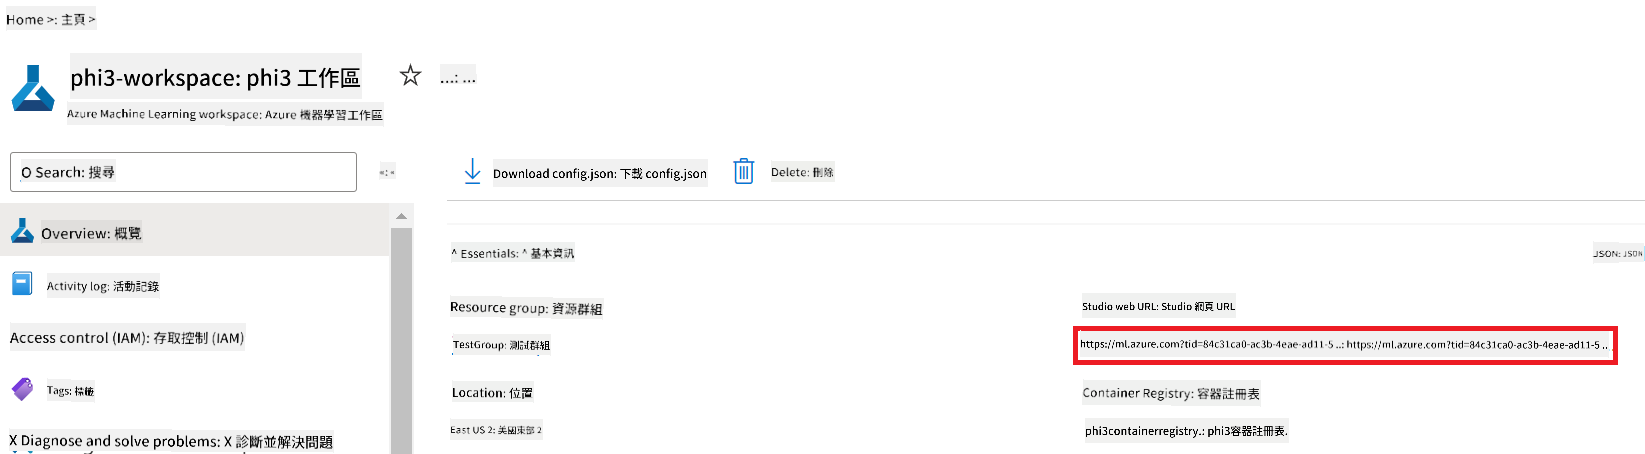 Home >: 主頁 >
phi3-workspace: phi3 工作區
...: ...
Azure Machine Learning workspace: Azure 機器學習工作區
O Search: 搜尋
«: «
Download config.json: 下載 config.json
Delete: 刪除
Overview: 概覽
Activity log: 活動記錄
Access control (IAM): 存取控制 (IAM)
Tags: 標籤
X Diagnose and solve problems: X 診斷並解決問題
^ Essentials: ^ 基本資訊
JSON: JSON
Resource group: 資源群組
TestGroup: 測試群組
Location: 位置
East US 2: 美國東部 2
Studio web URL: Studio 網頁 URL
https://ml.azure.com?tid=84c31ca0-ac3b-4eae-ad11-5 ..: https://ml.azure.com?tid=84c31ca0-ac3b-4eae-ad11-5 ..
Container Registry: 容器註冊表
phi3containerregistry.: phi3容器註冊表.